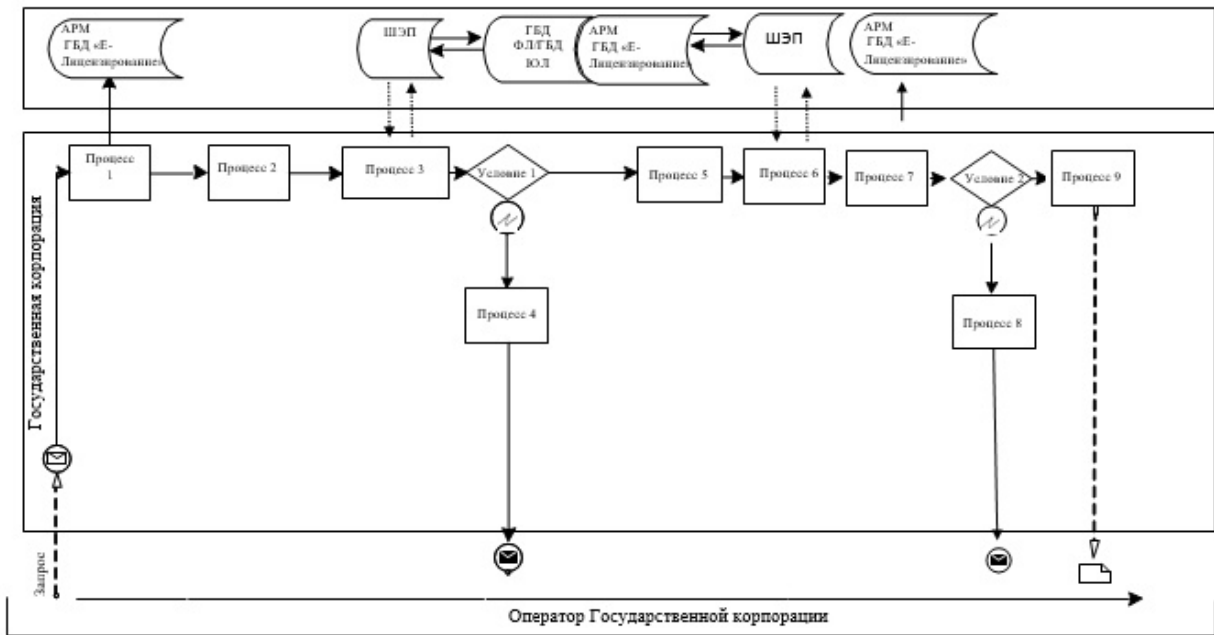 АРМ
ГБД «Е-
Лицензирование»
ШЭП
ГБД
ФЛ/ГБД
ЮЛ
АРМ
ГБД «Е-
Лицензирование»
ШЭП
АРМ
ГБД «Е-
Лицензирование»
Государственная корпорация
Процесс
1
Процесс 2
Процесс 3
Условие 1
Процесс 5
Процесс 6
Процесс 7
Условие 2
Процесс 9
Процесс 4
Процесс 8
Запрос
Оператор Государственной корпорации